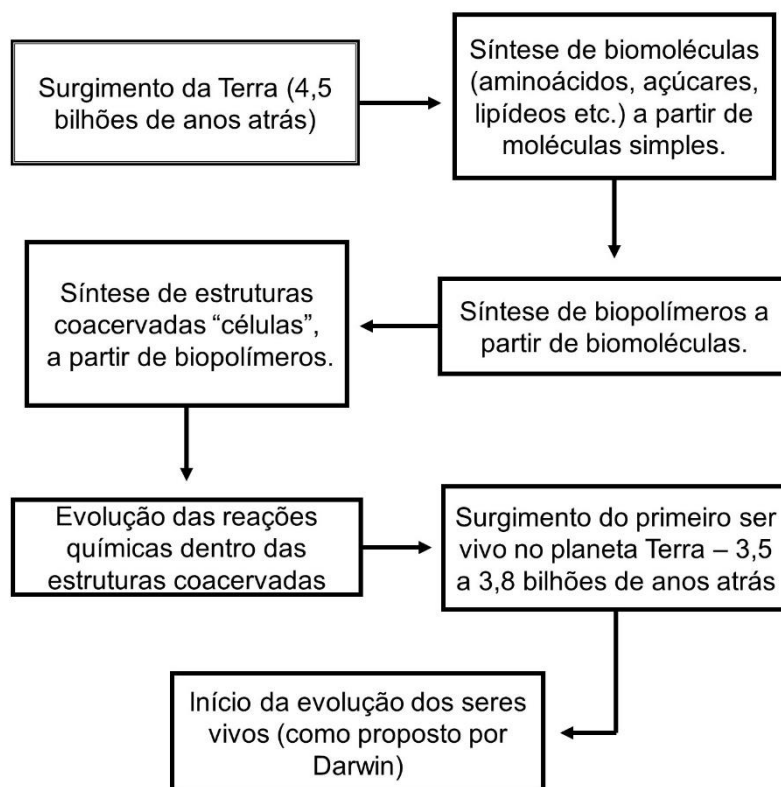 Surgimento da Terra (4,5
bilhões de anos atrás)
Síntese de biomoléculas
(aminoácidos, açúcares,
lipídeos etc.) a partir de
moléculas simples.
Síntese de biopolímeros a
partir de biomoléculas.
Síntese de estruturas
coacervadas “células”,
a partir de biopolímeros.
Evolução das reações
químicas dentro das
estruturas coacervadas
Surgimento do primeiro ser
vivo no planeta Terra – 3,5
a 3,8 bilhões de anos atrás
Início da evolução dos seres
vivos (como proposto por
Darwin)